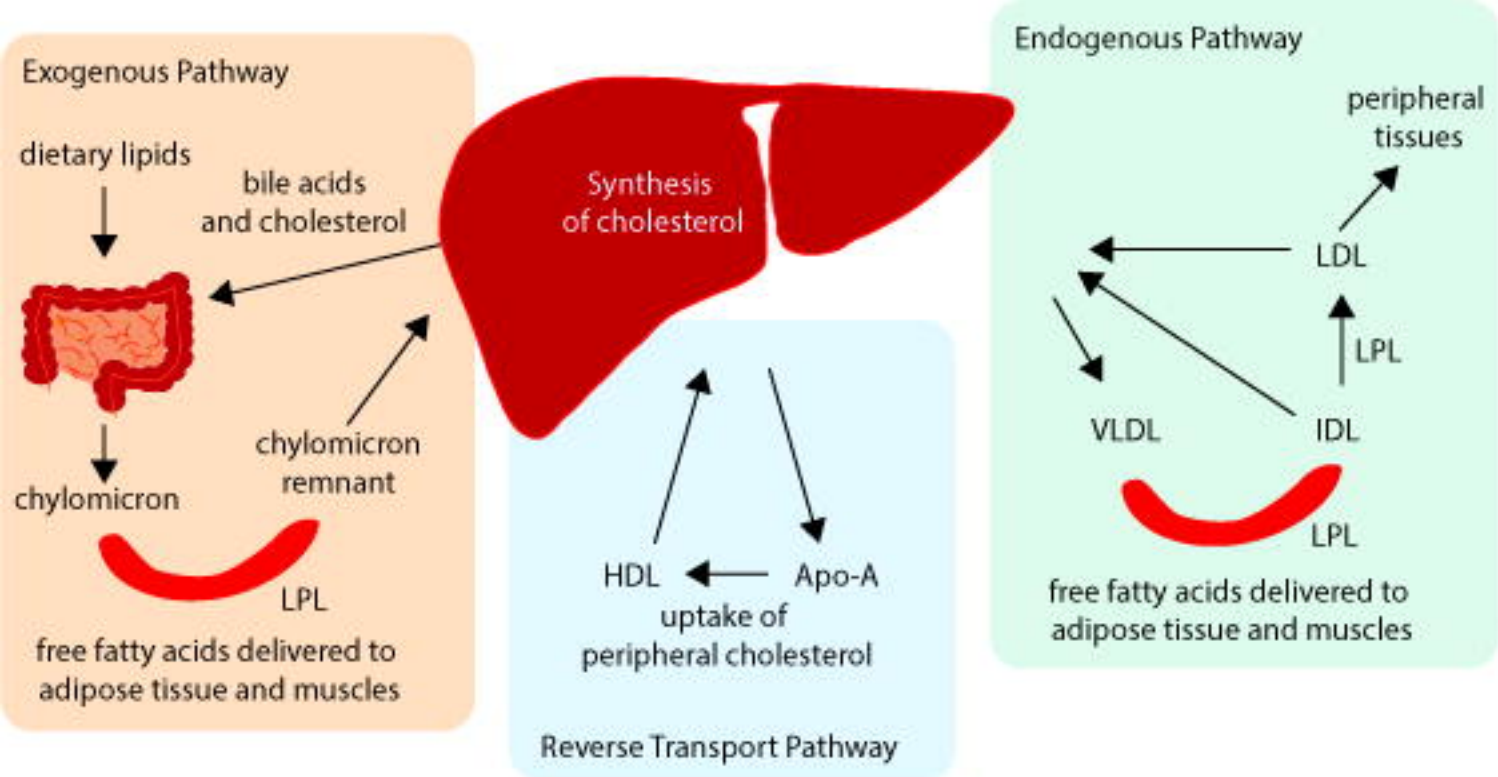 Exogenous Pathway
dietary lipids
bile acids
and cholesterol
chylomicron
chylomicron
remnant
LPL
free fatty acids delivered to
adipose tissue and muscles
Synthesis
of cholesterol
HDL
Apo-A
uptake of
peripheral cholesterol
Reverse Transport Pathway
Endogenous Pathway
peripheral
tissues
LDL
LPL
VLDL
IDL
LPL
free fatty acids delivered to
adipose tissue and muscles